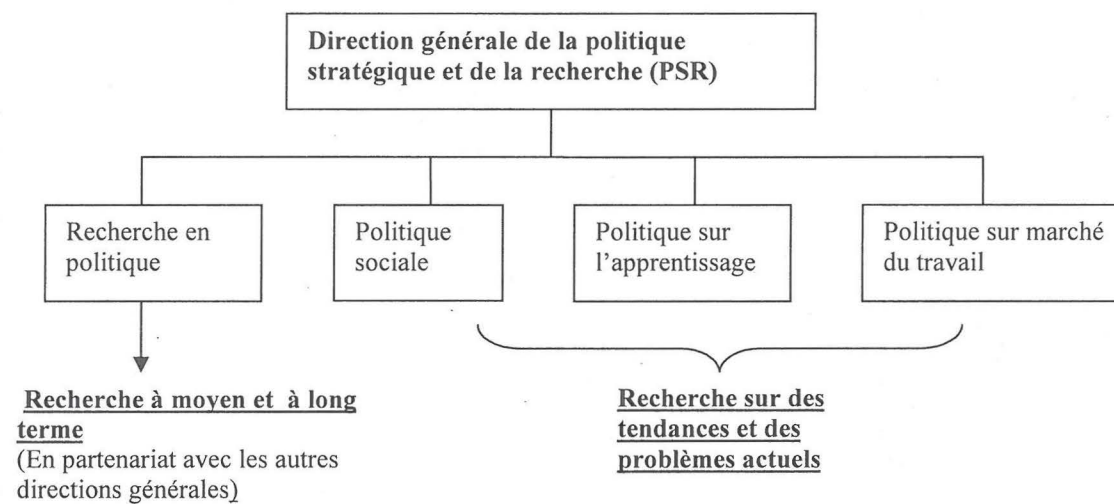 Direction générale de la politique
stratégique et de la recherche (PSR)
Recherche en
politique
Politique
sociale
Politique sur
l'apprentissage
Politique sur marché
du travail
Recherche à moyen et à long
terme
(En partenariat avec les autres
directions générales)
Recherche sur des
tendances et des
problèmes actuels